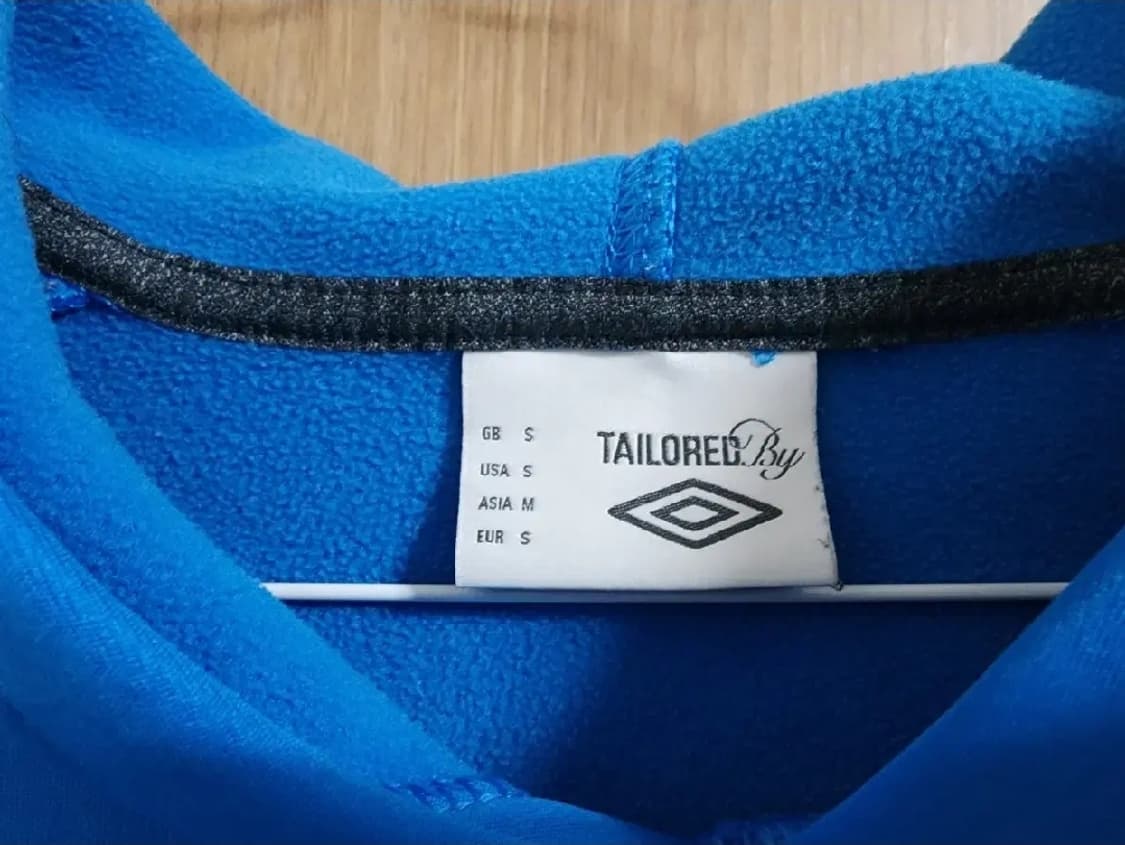 GB S
USA S
ASIA M
EUR S
TAILORED By